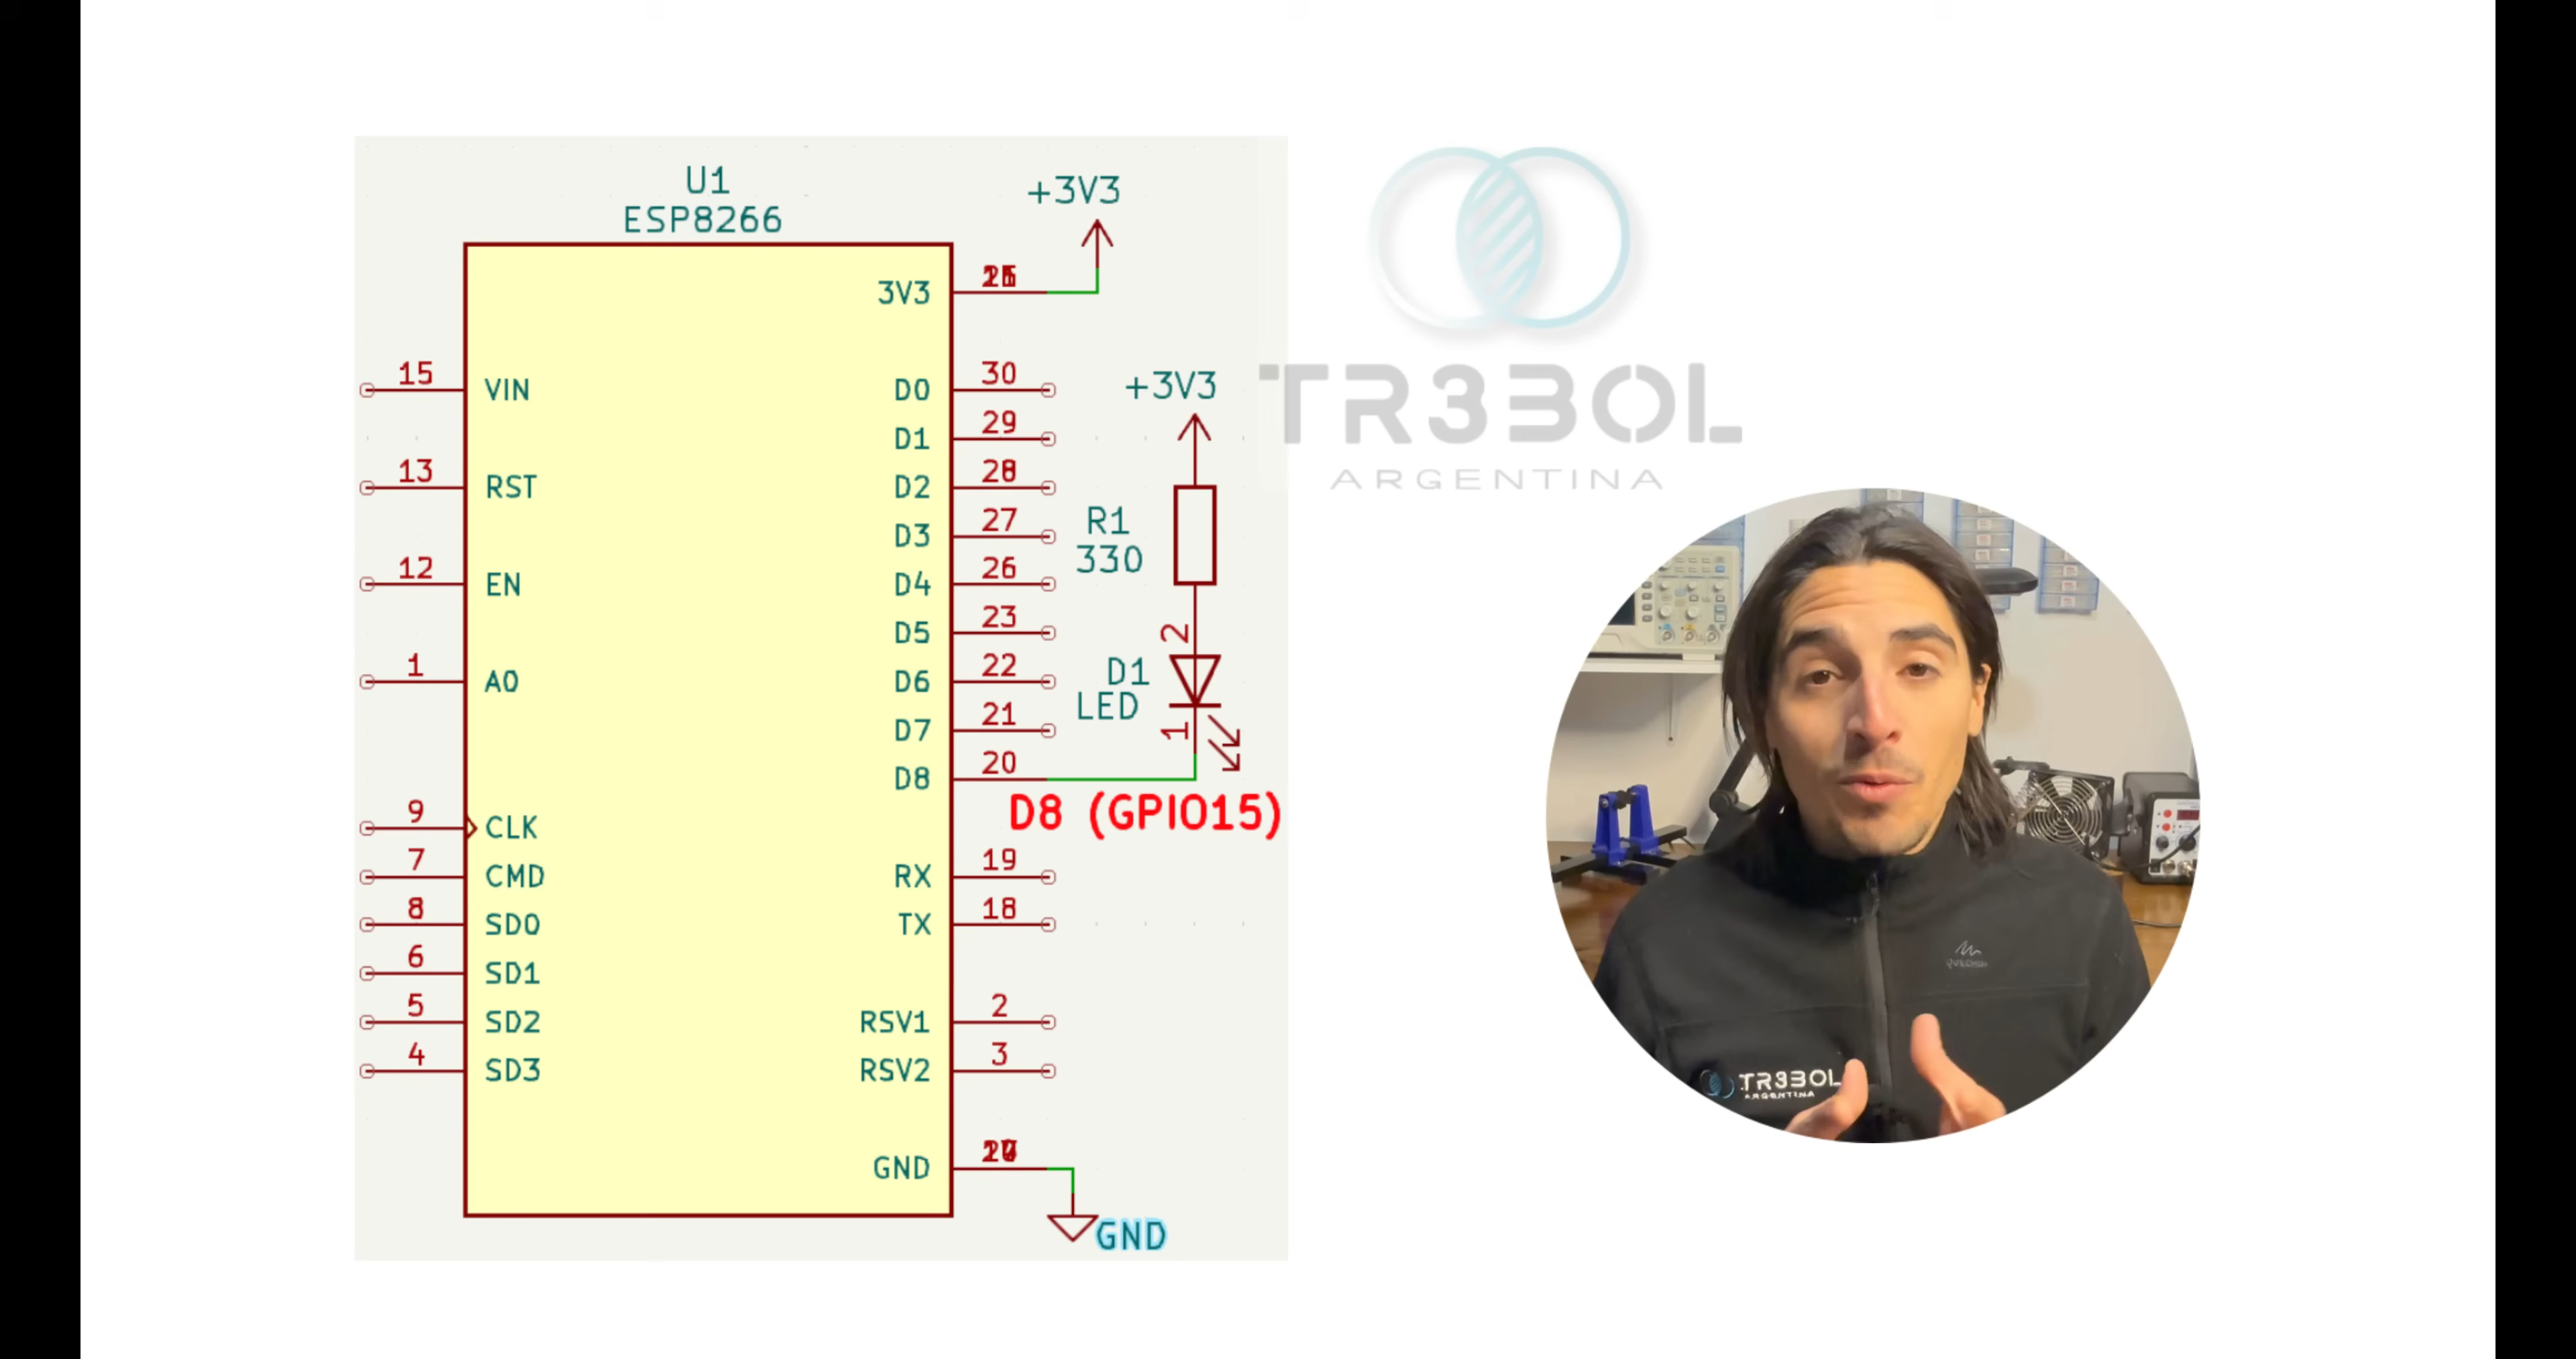 U1
ESP8266
+3V3
3V3
15 VIN
13 RST
12 EN
1 A0
9 CLK
7 CMD
8 SD0
6 SD1
5 SD2
4 SD3
D0 30
D1 29
D2 28
D3 27
D4 26
D5 23
D6 22
D7 21
D8 20
RX 19
TX 18
RSV1 2
RSV2 3
GND
GND
+3V3
R1
330
2
D1
LED
1
D8 (GPIO15)
TR3BOL
ARGENTINA
TR3BOL
ARGENTINA